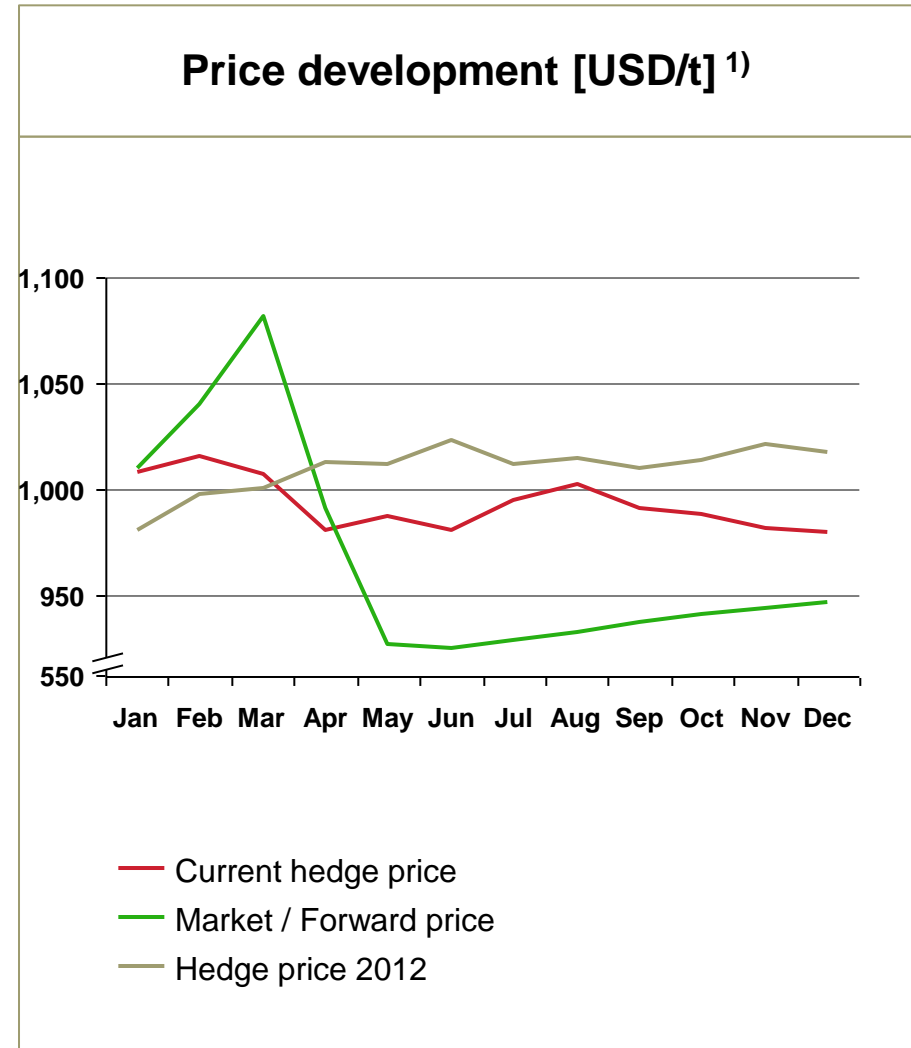 Price development [USD/t] 1)
1,100
1,050
1,000
950
550
Jan Feb Mar Apr May Jun Jul Aug Sep Oct Nov Dec
Current hedge price
Market / Forward price
Hedge price 2012